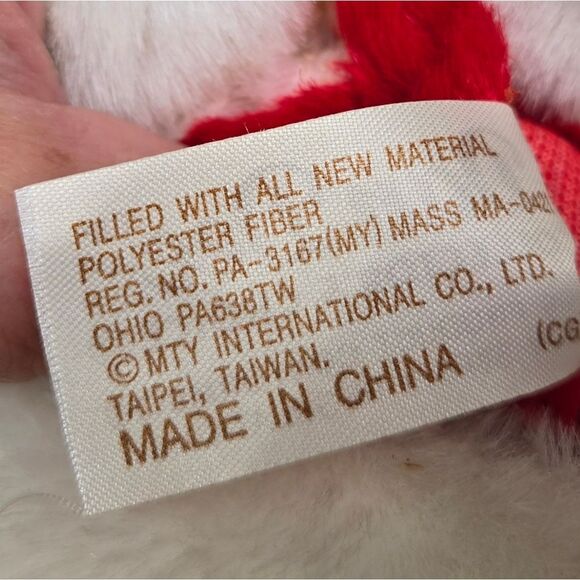 FILLED WITH ALL NEW MATERIAL
POLYESTER FIBER
REG. NO. PA-3167(MY) MASS
OHIO PA638TW
©MTY INTERNATIONAL CO., LTD.
TAIPEI, TAIWAN. (CG
MADE IN CHINA